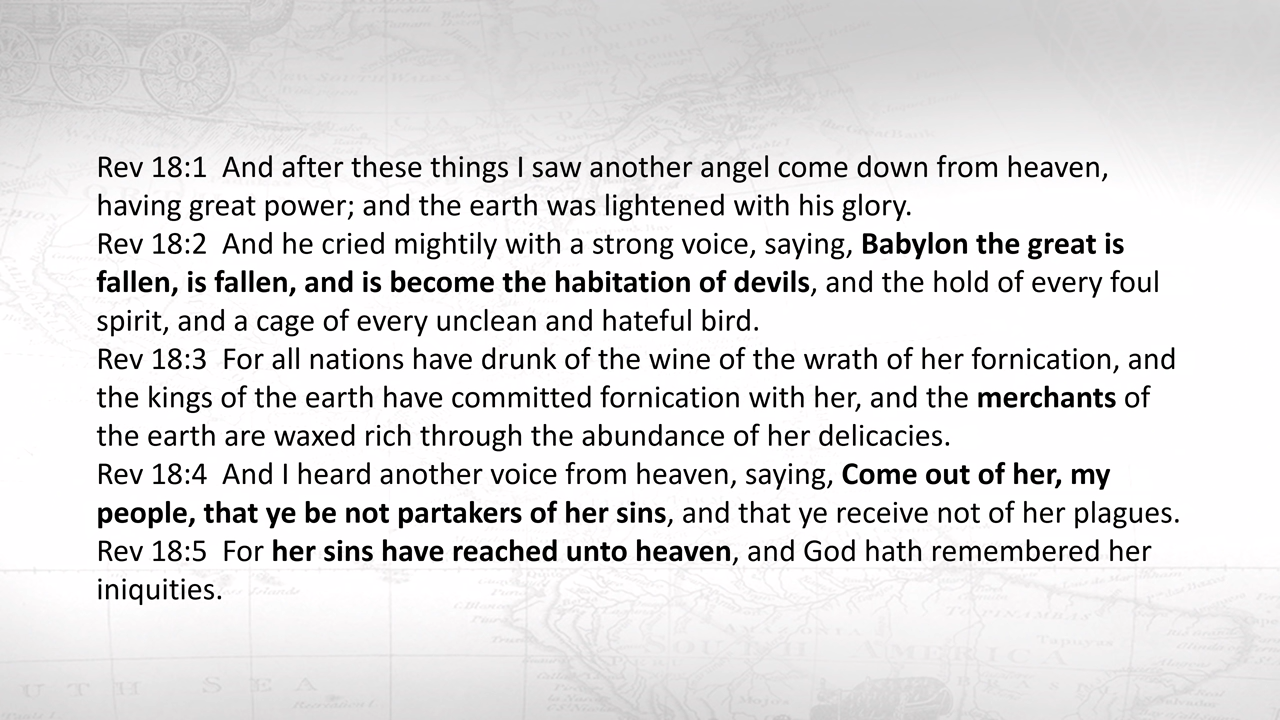 Rev 18:1  And after these things I saw another angel come down from heaven,
having great power; and the earth was lightened with his glory.
Rev 18:2  And he cried mightily with a strong voice, saying, Babylon the great is
fallen, is fallen, and is become the habitation of devils, and the hold of every foul
spirit, and a cage of every unclean and hateful bird.
Rev 18:3  For all nations have drunk of the wine of the wrath of her fornication, and
the kings of the earth have committed fornication with her, and the merchants of
the earth are waxed rich through the abundance of her delicacies.
Rev 18:4  And I heard another voice from heaven, saying, Come out of her, my
people, that ye be not partakers of her sins, and that ye receive not of her plagues.
Rev 18:5  For her sins have reached unto heaven, and God hath remembered her
iniquities.
TOPINAMBAS
Tapuyas
AMAZONIA
SOUTH AMERICA
UTH SEA